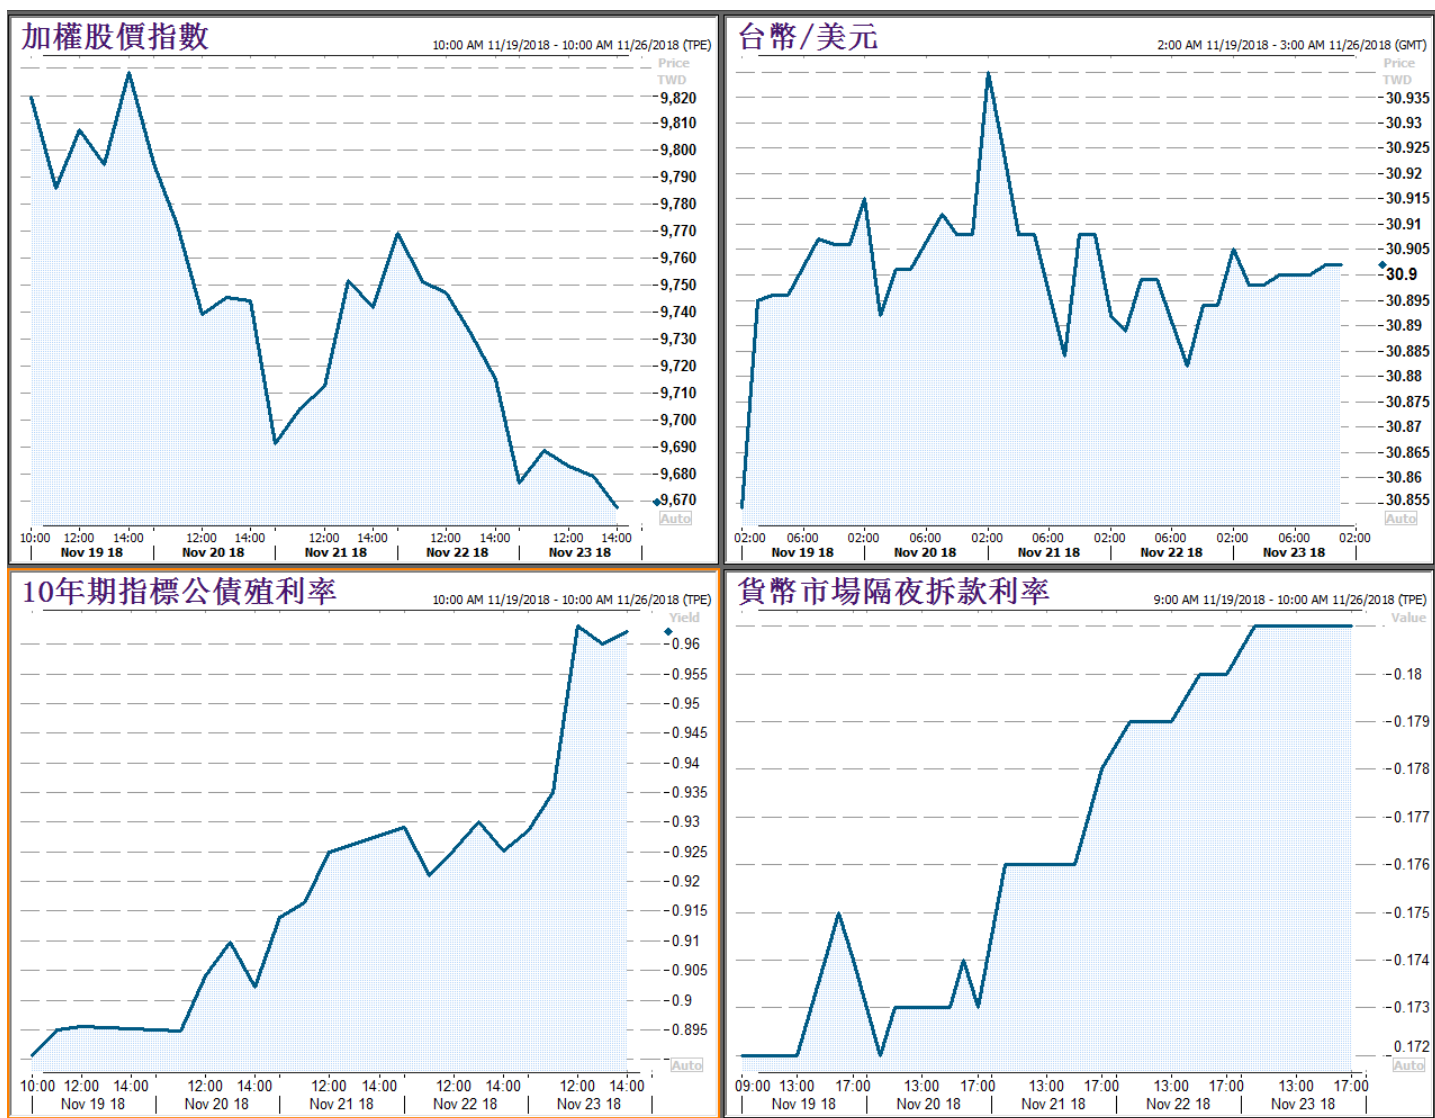 加權股價指數
10:00 AM 11/19/2018 - 10:00 AM 11/26/2018 (TPE)
Price
TWD
9,820
9,810
9,800
9,790
9,780
9,770
9,760
9,750
9,740
9,730
9,720
9,710
9,700
9,690
9,680
9,670
Auto
10:00 12:00 14:00 12:00 14:00 12:00 14:00 12:00 14:00 12:00 14:00
Nov 19 18 Nov 20 18 Nov 21 18 Nov 22 18 Nov 23 18
台幣/美元
2:00 AM 11/19/2018 - 3:00 AM 11/26/2018 (GMT)
Price
TWD
30.935
30.93
30.925
30.92
30.915
30.91
30.905
30.9
30.895
30.89
30.885
30.88
30.875
30.87
30.865
30.86
30.855
Auto
02:00 06:00 02:00 06:00 02:00 06:00 02:00 06:00 02:00 06:00 02:00
Nov 19 18 Nov 20 18 Nov 21 18 Nov 22 18 Nov 23 18
10年期指標公債殖利率
10:00 AM 11/19/2018 - 10:00 AM 11/26/2018 (TPE)
Yield
0.96
0.955
0.95
0.945
0.94
0.935
0.93
0.925
0.92
0.915
0.91
0.905
0.9
0.895
Auto
10:00 12:00 14:00 12:00 14:00 12:00 14:00 12:00 14:00 12:00 14:00
Nov 19 18 Nov 20 18 Nov 21 18 Nov 22 18 Nov 23 18
貨幣市場隔夜拆款利率
9:00 AM 11/19/2018 - 10:00 AM 11/26/2018 (TPE)
Value
0.18
0.179
0.178
0.177
0.176
0.175
0.174
0.173
0.172
Auto
09:00 13:00 17:00 13:00 17:00 13:00 17:00 13:00 17:00 13:00 17:00
Nov 19 18 Nov 20 18 Nov 21 18 Nov 22 18 Nov 23 18